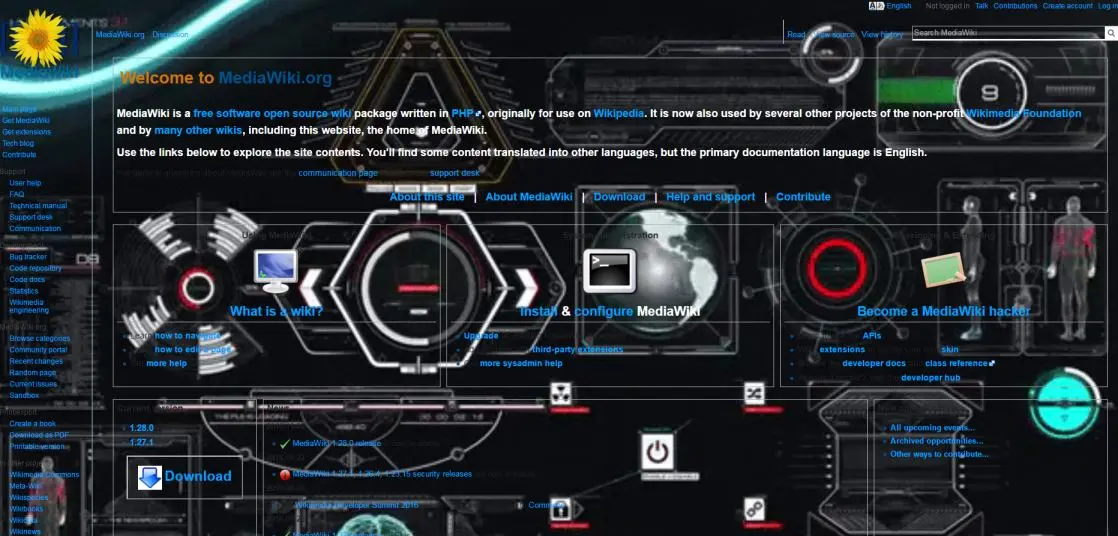 English Not logged in Talk Contributions Create account Log in
MediaWiki.org Discussion Read View source View history Search MediaWiki
Welcome to MediaWiki.org
MediaWiki is a free software open source wiki package written in PHP, originally for use on Wikipedia. It is now also used by several other projects of the non-profit Wikimedia Foundation
and by many other wikis, including this website, the home of MediaWiki.
Use the links below to explore the site contents. You'll find some content translated into other languages, but the primary documentation language is English.
communication page support desk
About this site | About MediaWiki | Download | Help and support | Contribute
Main page
Get MediaWiki
Get extensions
Tech blog
Contribute
Support
User help
FAQ
Technical manual
Support desk
Communication
Bug tracker
Code repository
Code docs
Statistics
Wikimedia
engineering
MediaWiki.org
Browse categories
Community portal
Recent changes
Random page
Current issues
Sandbox
Print/export
Create a book
Download as PDF
Printable version
Wikimedia Commons
Meta-Wiki
Wikispecies
Wikibooks
Wikidata
Wikinews
Using MediaWiki
>_
What is a wiki?
Learn how to navigate
how to edit a page
more help
Install & configure MediaWiki
Upgrade
third-party extensions
more sysadmin help
Become a MediaWiki hacker
APIs
extensions skin
developer docs class reference
developer hub
Current version
1.28.0
1.27.1
Download
News
MediaWiki 1.28.0 release
MediaWiki 1.27.1, 1.26.4, 1.23.15 security releases
Wikimedia Developer Summit 2016
All upcoming events...
Archived opportunities...
Other ways to contribute...